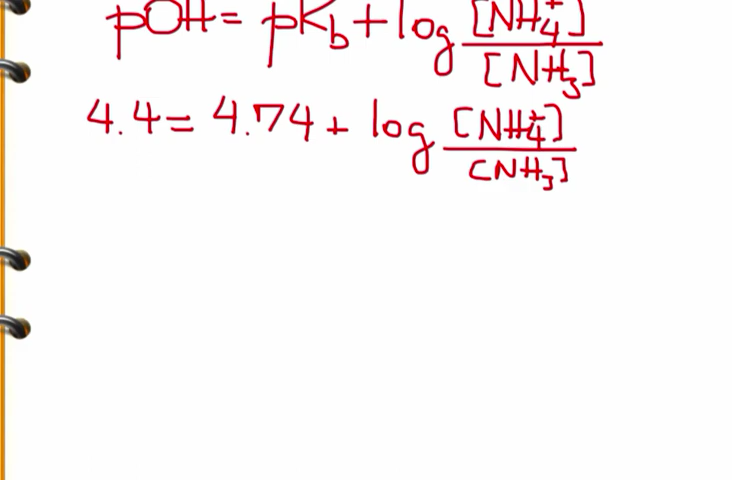 pOH = pKb + log [NH4+] / [NH3]
4.4 = 4.74 + log [NH4+] / [NH3]